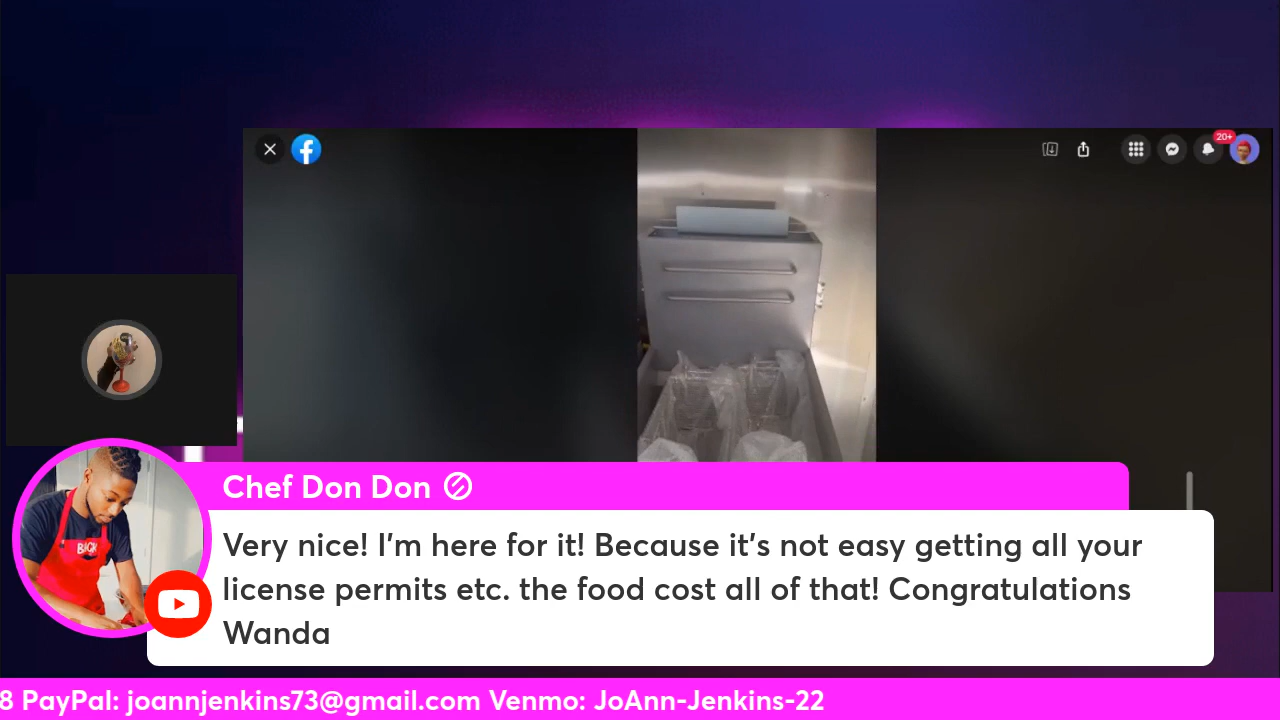 20+
Chef Don Don
Very nice! I'm here for it! Because it's not easy getting all your
license permits etc. the food cost all of that! Congratulations
Wanda
8 PayPal: joannjenkins73@gmail.com Venmo: JoAnn-Jenkins-22